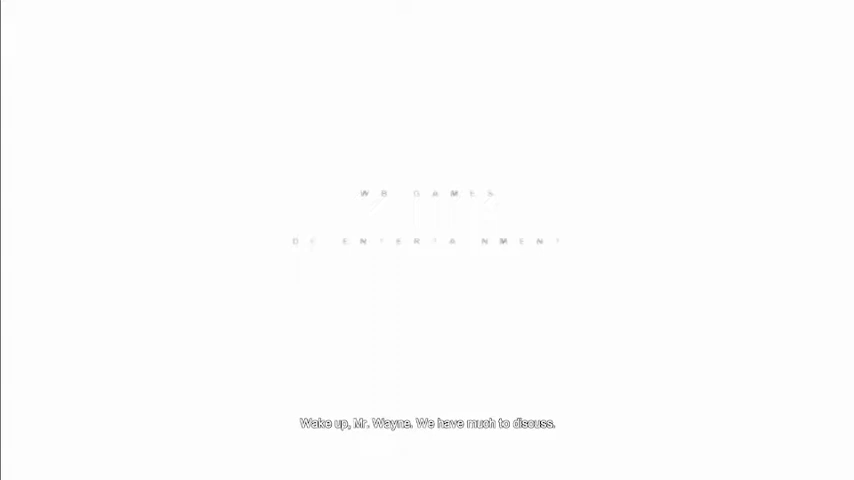 WB GAMES
DC ENTERTAINMENT
Wake up, Mr. Wayne. We have much to discuss.